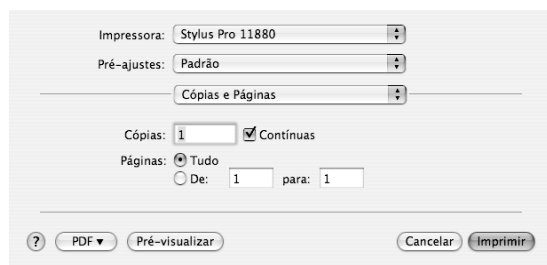 Impressora: Stylus Pro 11880
Pré-ajustes: Padrão
Cópias e Páginas
Cópias: 1 Contínuas
Páginas: Tudo
De: 1 para: 1
? PDF Pré-visualizar Cancelar Imprimir